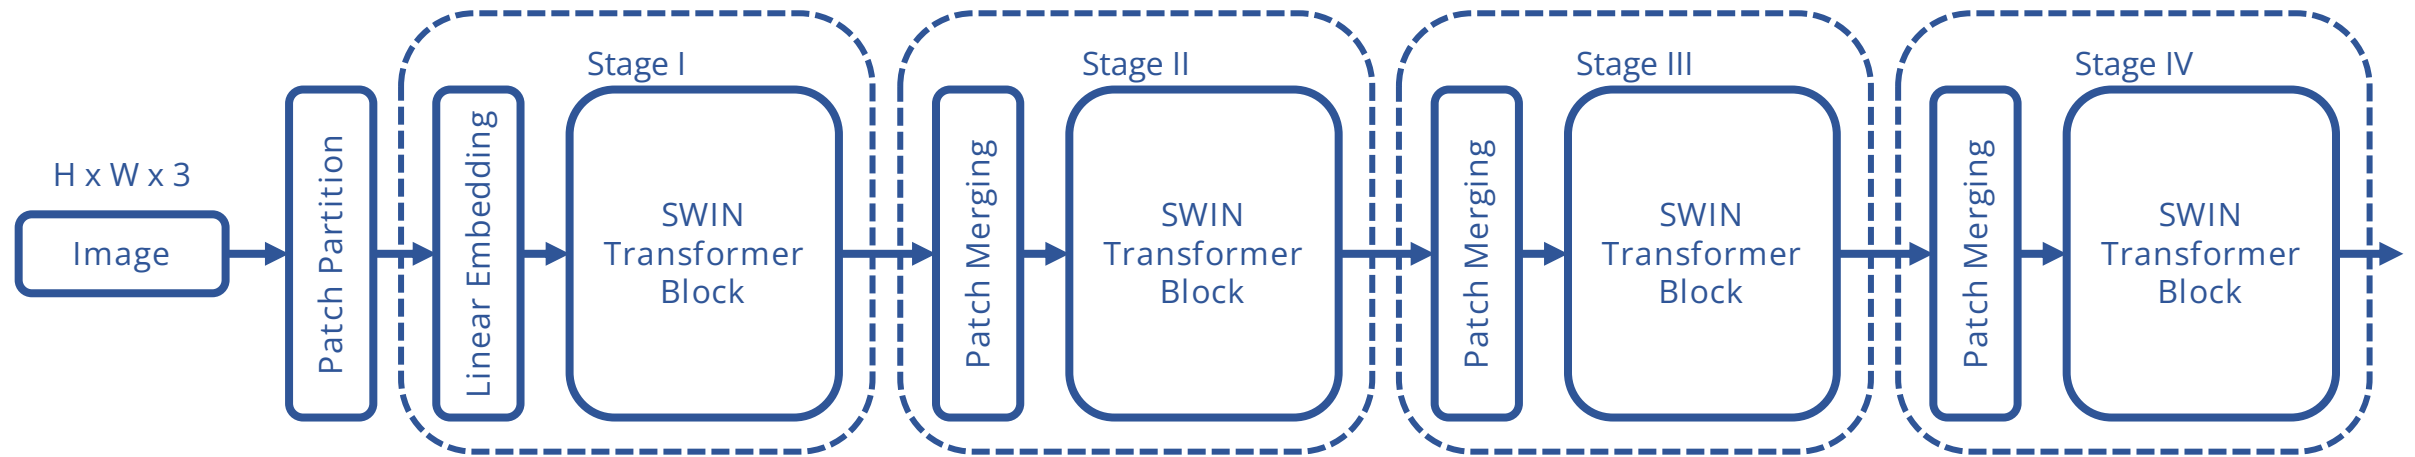 H x W x 3
Image
Patch Partition
Stage I
Linear Embedding
SWIN
Transformer
Block
Stage II
Patch Merging
SWIN
Transformer
Block
Stage III
Patch Merging
SWIN
Transformer
Block
Stage IV
Patch Merging
SWIN
Transformer
Block